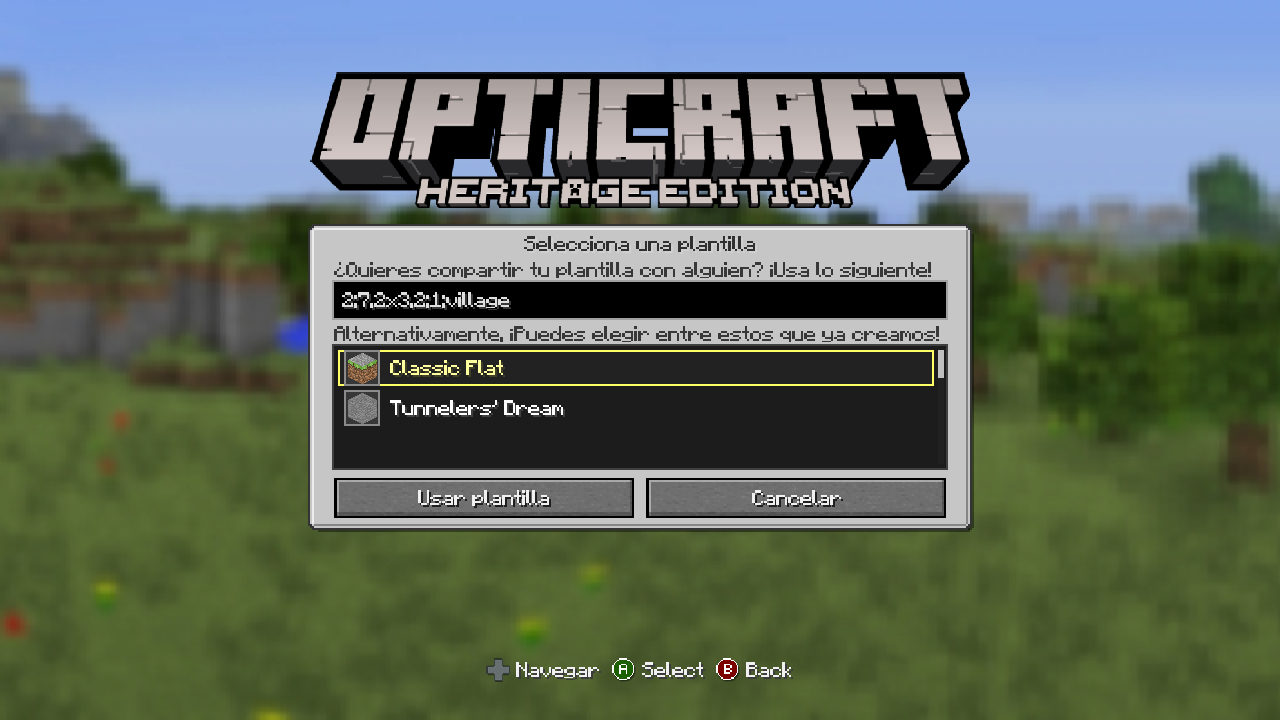 OPTICRAFT
HERITAGE EDITION
Selecciona una plantilla
¿Quieres compartir tu plantilla con alguien? ¡Usa lo siguiente!
2;7,2x3,2;1;village
Alternativamente, ¡Puedes elegir entre estos que ya creamos!
Classic Flat
Tunnelers' Dream
Usar plantilla
Cancelar
Navegar A Select B Back